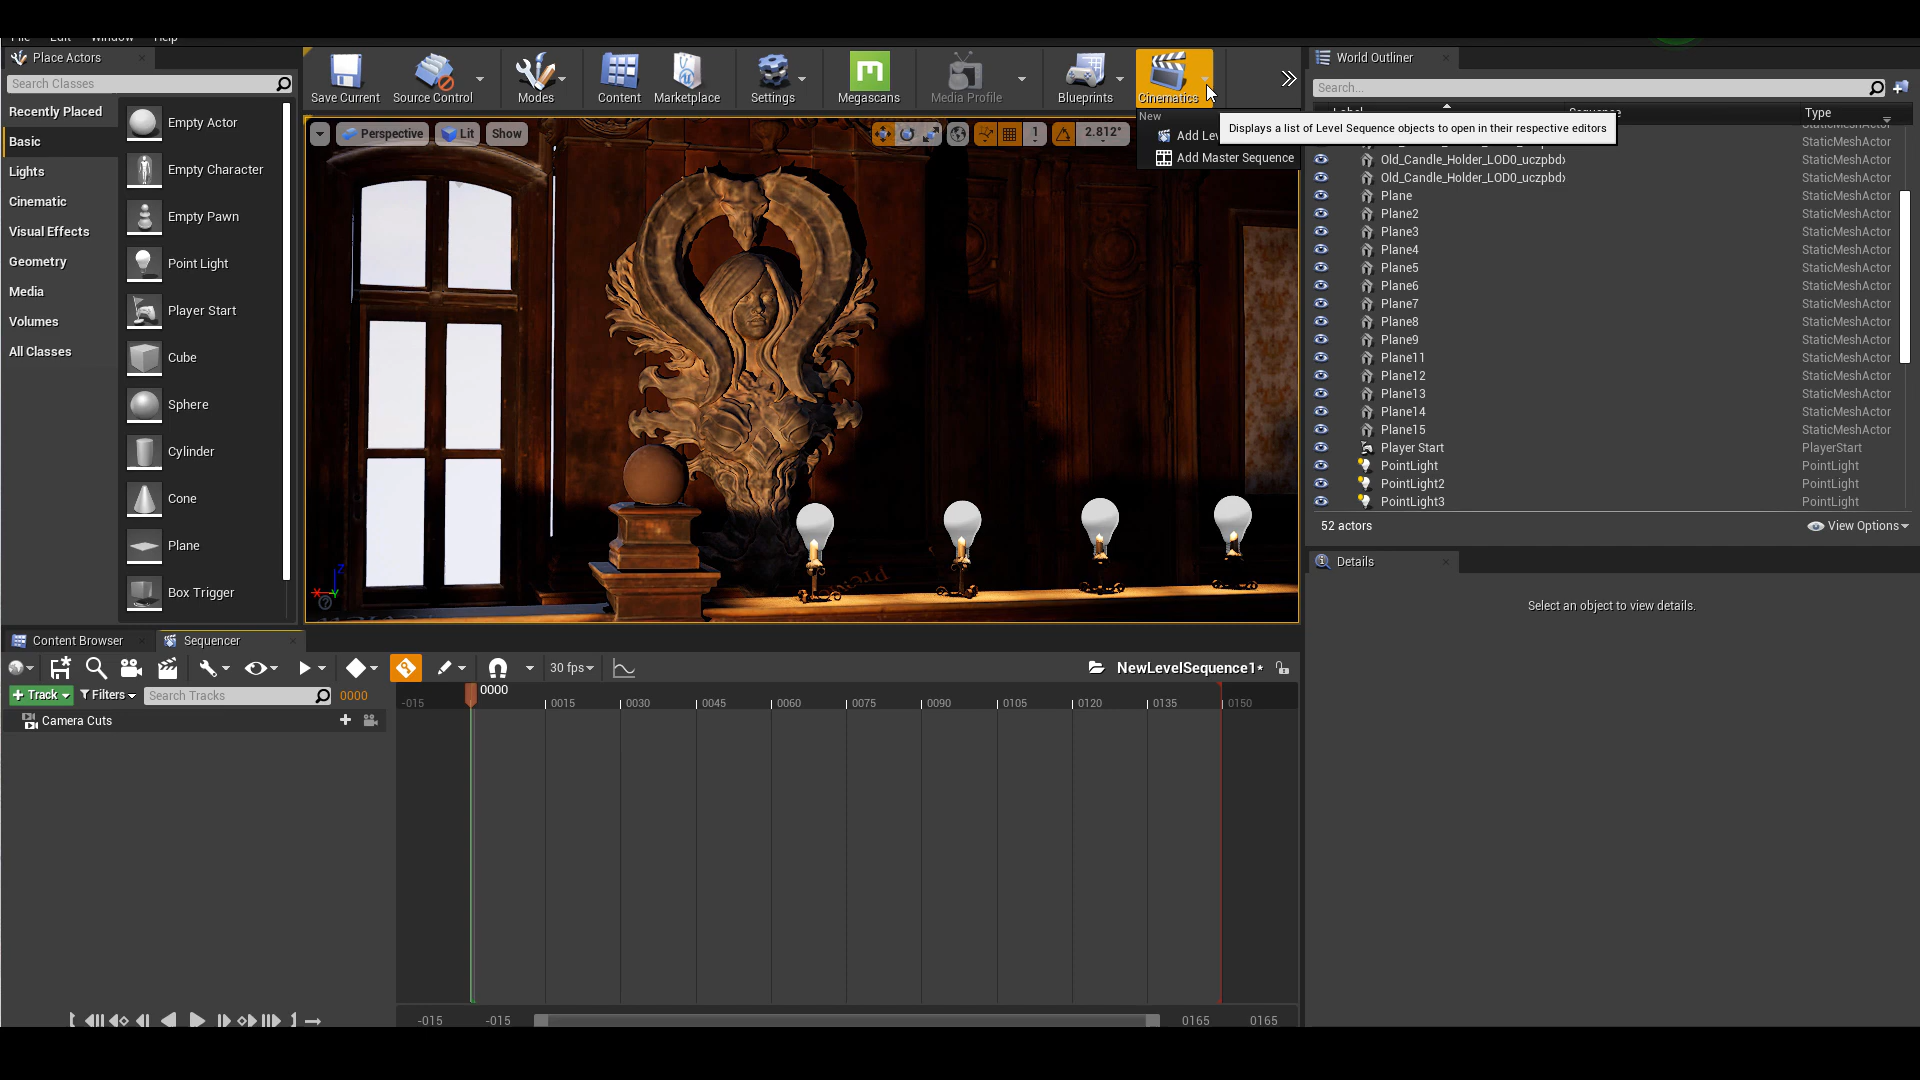 File Edit Window Help
Place Actors
Search Classes
Recently Placed
Basic
Lights
Cinematic
Visual Effects
Geometry
Media
Volumes
All Classes
Empty Actor
Empty Character
Empty Pawn
Point Light
Player Start
Cube
Sphere
Cylinder
Cone
Plane
Box Trigger
Save Current
Source Control
Modes
Content
Marketplace
Settings
Megascans
Media Profile
Blueprints
Cinematics
Perspective
Lit
Show
1
2.812°
New
Add Lev
Add Master Sequence
Displays a list of Level Sequence objects to open in their respective editors
X
Y
Z
World Outliner
Search...
Label
Type
StaticMeshActor
StaticMeshActor
Old_Candle_Holder_LOD0_uczpbdx StaticMeshActor
Old_Candle_Holder_LOD0_uczpbdx StaticMeshActor
Plane StaticMeshActor
Plane2 StaticMeshActor
Plane3 StaticMeshActor
Plane4 StaticMeshActor
Plane5 StaticMeshActor
Plane6 StaticMeshActor
Plane7 StaticMeshActor
Plane8 StaticMeshActor
Plane9 StaticMeshActor
Plane11 StaticMeshActor
Plane12 StaticMeshActor
Plane13 StaticMeshActor
Plane14 StaticMeshActor
Plane15 StaticMeshActor
Player Start PlayerStart
PointLight PointLight
PointLight2 PointLight
PointLight3 PointLight
52 actors
View Options
Details
Select an object to view details.
Content Browser
Sequencer
30 fps
NewLevelSequence1*
+ Track
Filters
Search Tracks
0000
Camera Cuts
0000
-015 0015 0030 0045 0060 0075 0090 0105 0120 0135 0150
-015 -015 0165 0165